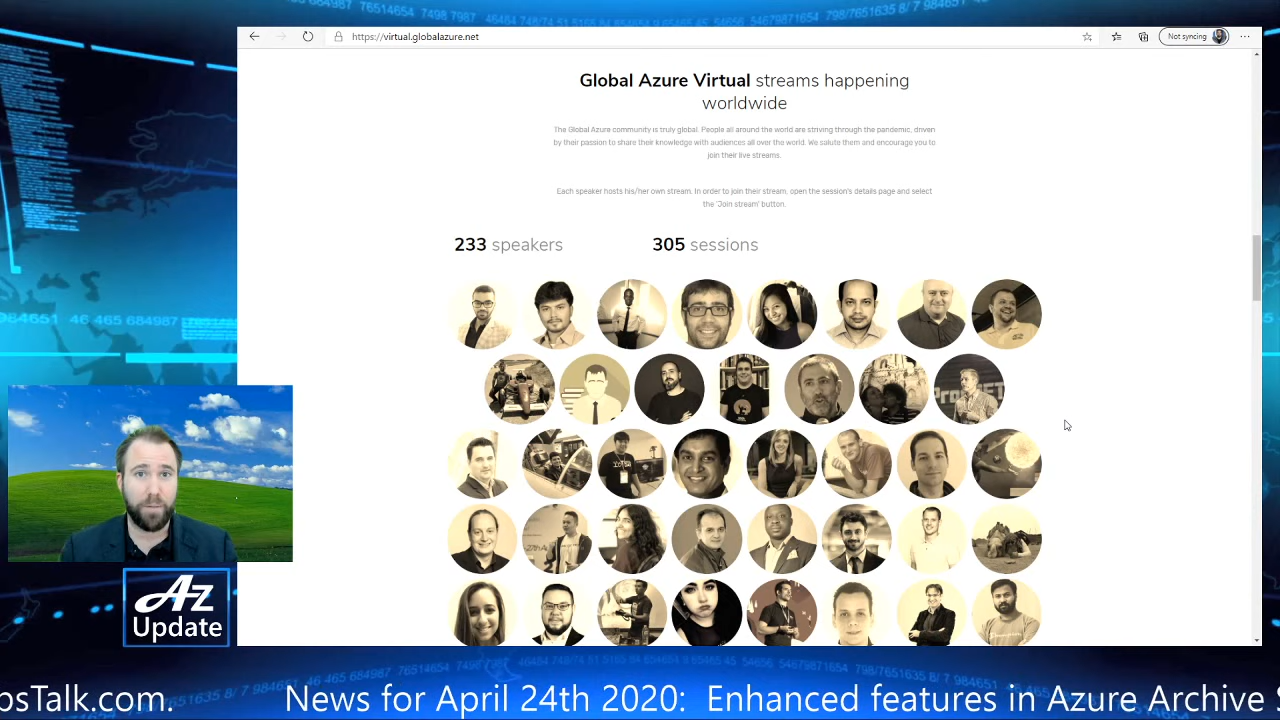 https://virtual.globalazure.net
Not syncing
Global Azure Virtual streams happening
worldwide
The Global Azure community is truly global. People all around the world are striving through the pandemic, driven
by their passion to share their knowledge with audiences all over the world. We salute them and encourage you to
join their live streams.
Each speaker hosts his/her own stream. In order to join their stream, open the session's details page and select
the 'Join stream' button.
233 speakers
305 sessions
Az
Update
psTalk.com.
News for April 24th 2020: Enhanced features in Azure Archive S